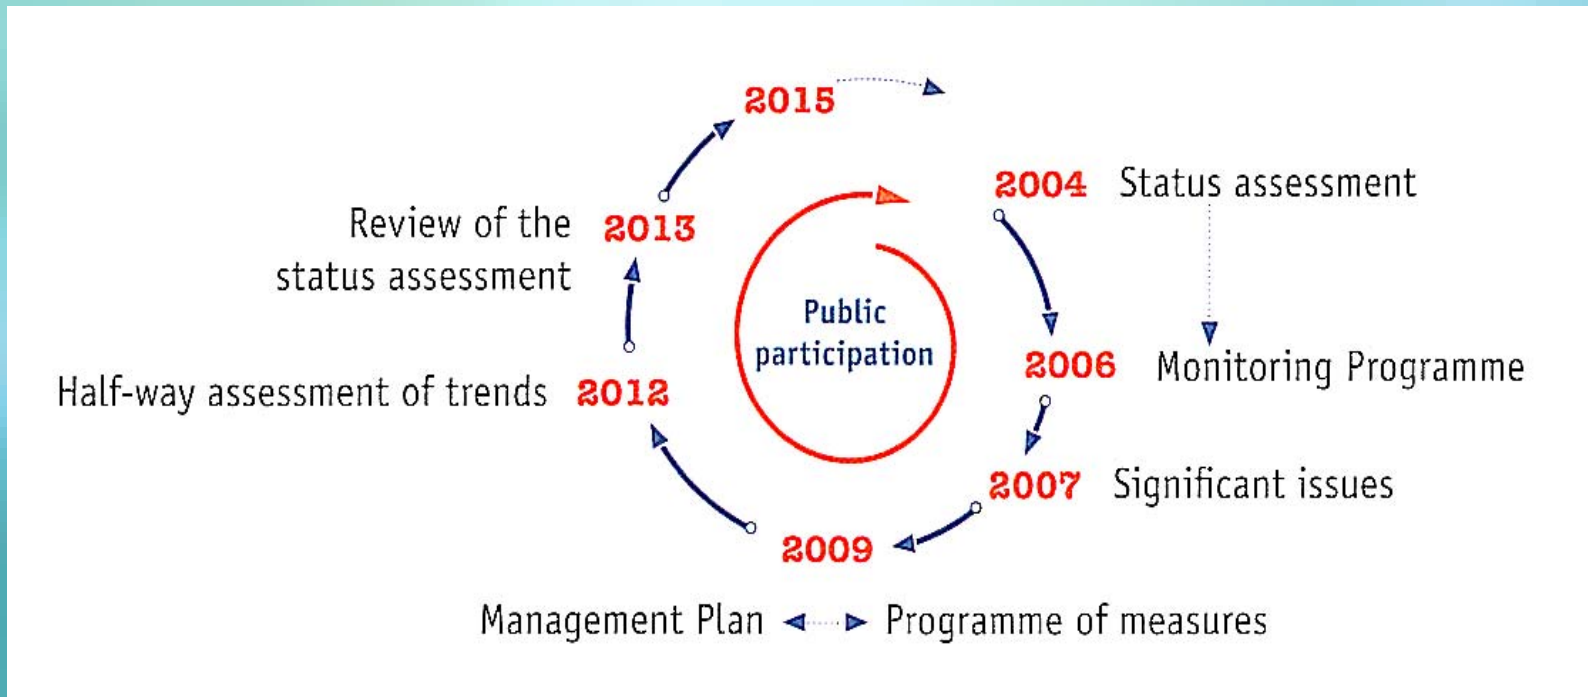 2015
2004 Status assessment
Review of the 2013
status assessment
Public
participation
2006 Monitoring Programme
Half-way assessment of trends 2012
2007 Significant issues
2009
Management Plan Programme of measures